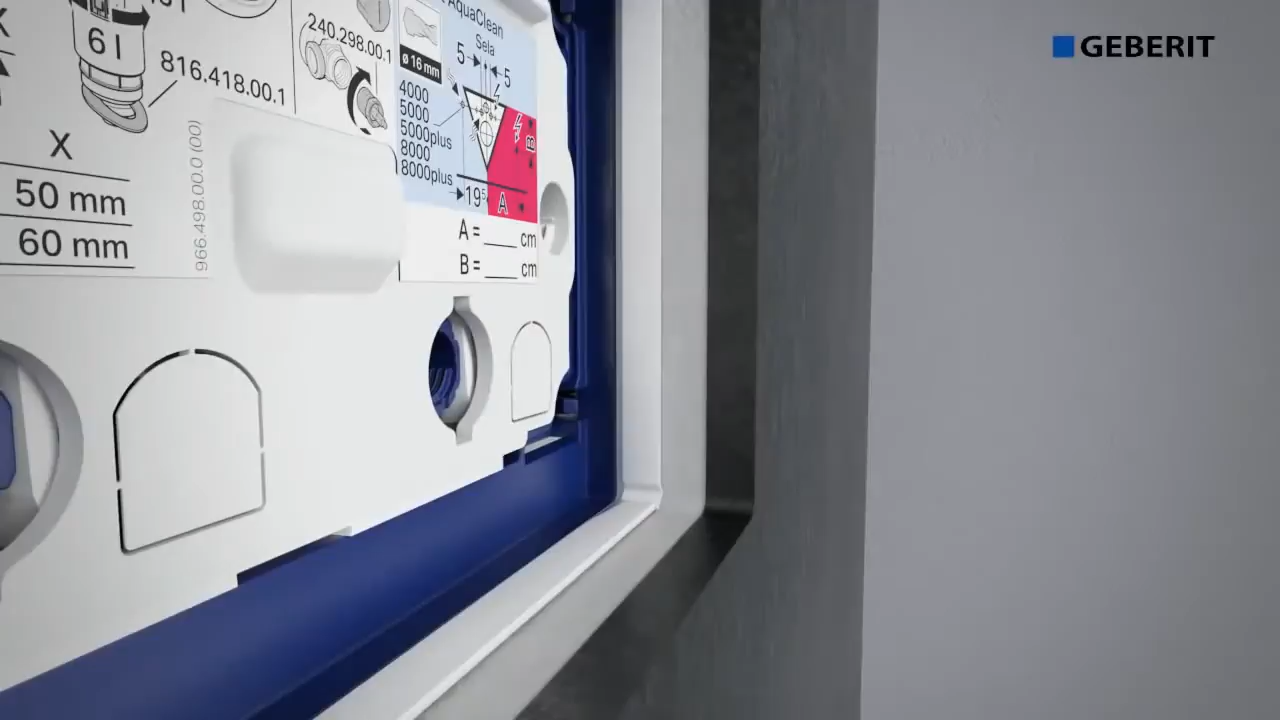 6 l
816.418.00.1
X
50 mm
60 mm
966.498.00.0 (00)
240.298.00.1
AquaClean
Sela
ø 16 mm
5
5
4000
5000
5000plus
8000
8000plus
19⁵
B
A
A = ___ cm
B = ___ cm
GEBERIT